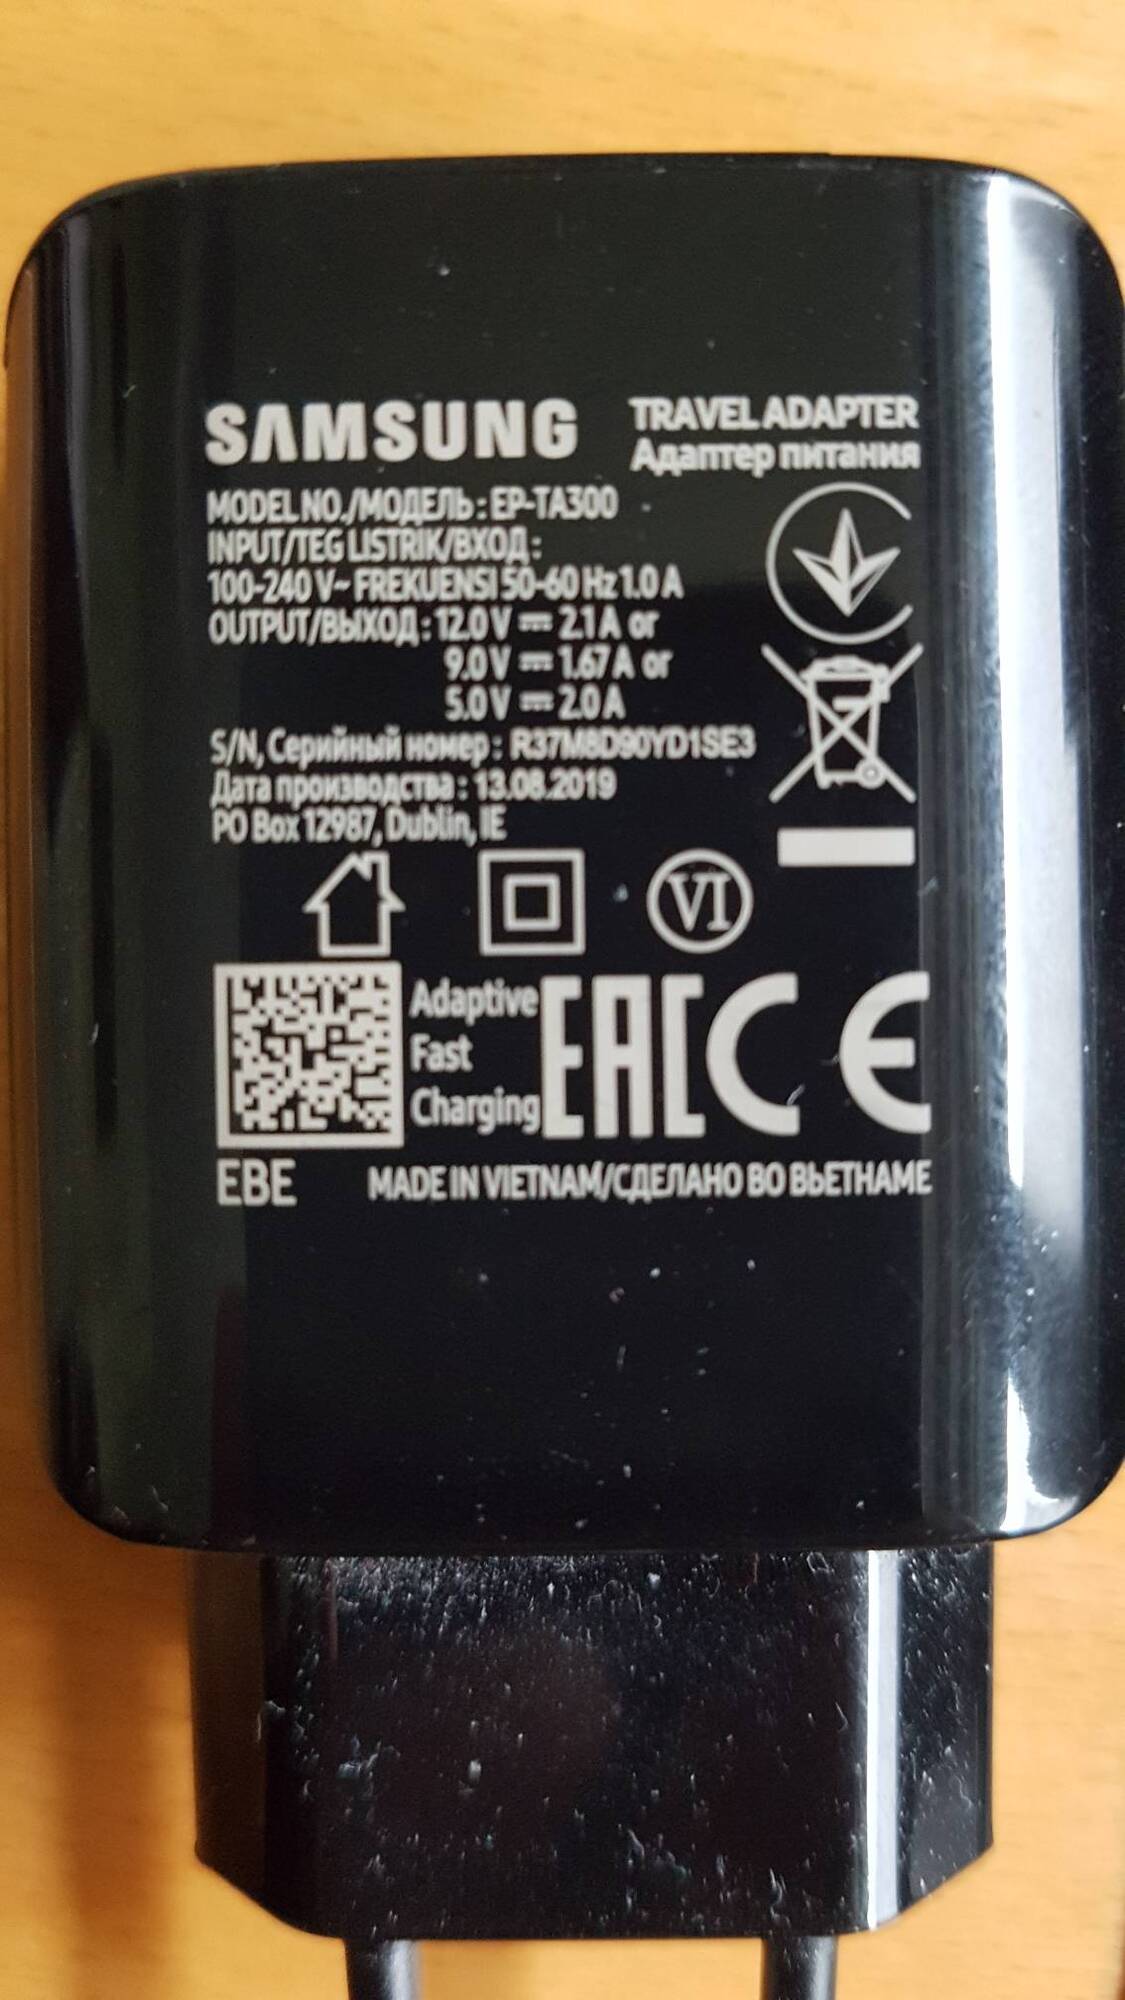 SAMSUNG
TRAVEL ADAPTER
Адаптер питания
MODEL NO./МОДЕЛЬ : EP-TA300
INPUT/TEG LISTRIK/ВХОД :
100-240 V~ FREKUENSI 50-60 Hz 1.0 A
OUTPUT/ВЫХОД : 12.0 V ⎓ 2.1 A or
9.0 V ⎓ 1.67 A or
5.0 V ⎓ 2.0 A
S/N, Серийный номер : R37M8D90YD1SE3
Дата производства : 13.08.2019
PO Box 12987, Dublin, IE
VI
Adaptive
Fast
Charging
EAC CE
EBE
MADE IN VIETNAM/СДЕЛАНО ВО ВЬЕТНАМЕ